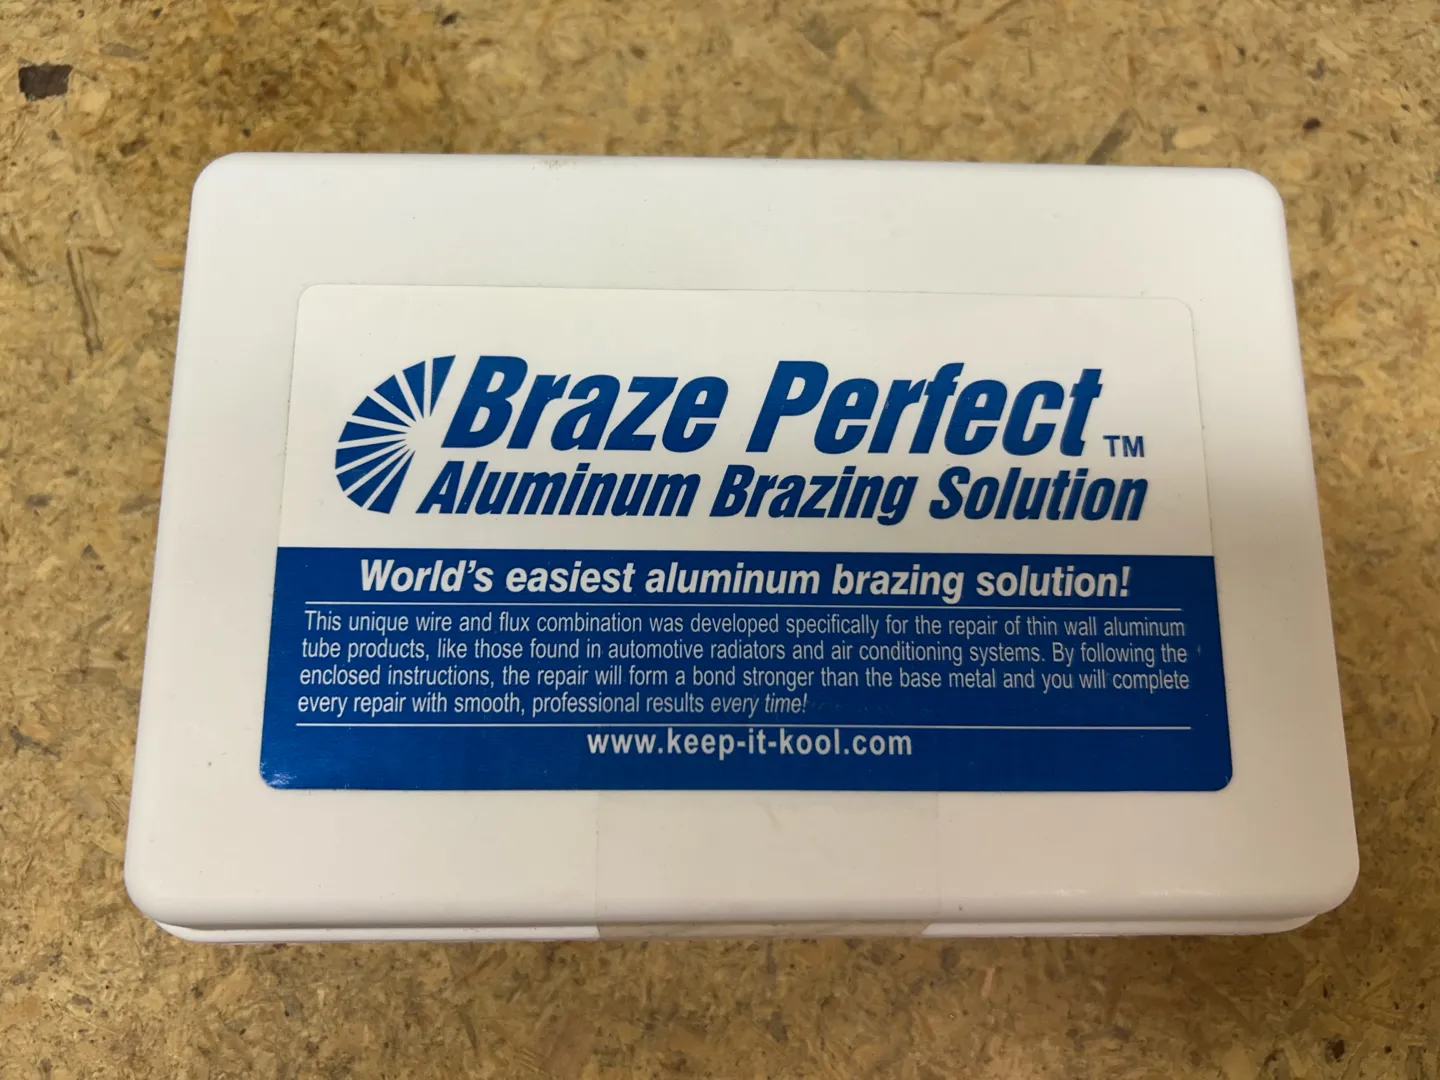 Braze Perfect™
Aluminum Brazing Solution
World's easiest aluminum brazing solution!
This unique wire and flux combination was developed specifically for the repair of thin wall aluminum
tube products, like those found in automotive radiators and air conditioning systems. By following the
enclosed instructions, the repair will form a bond stronger than the base metal and you will complete
every repair with smooth, professional results every time!
www.keep-it-kool.com